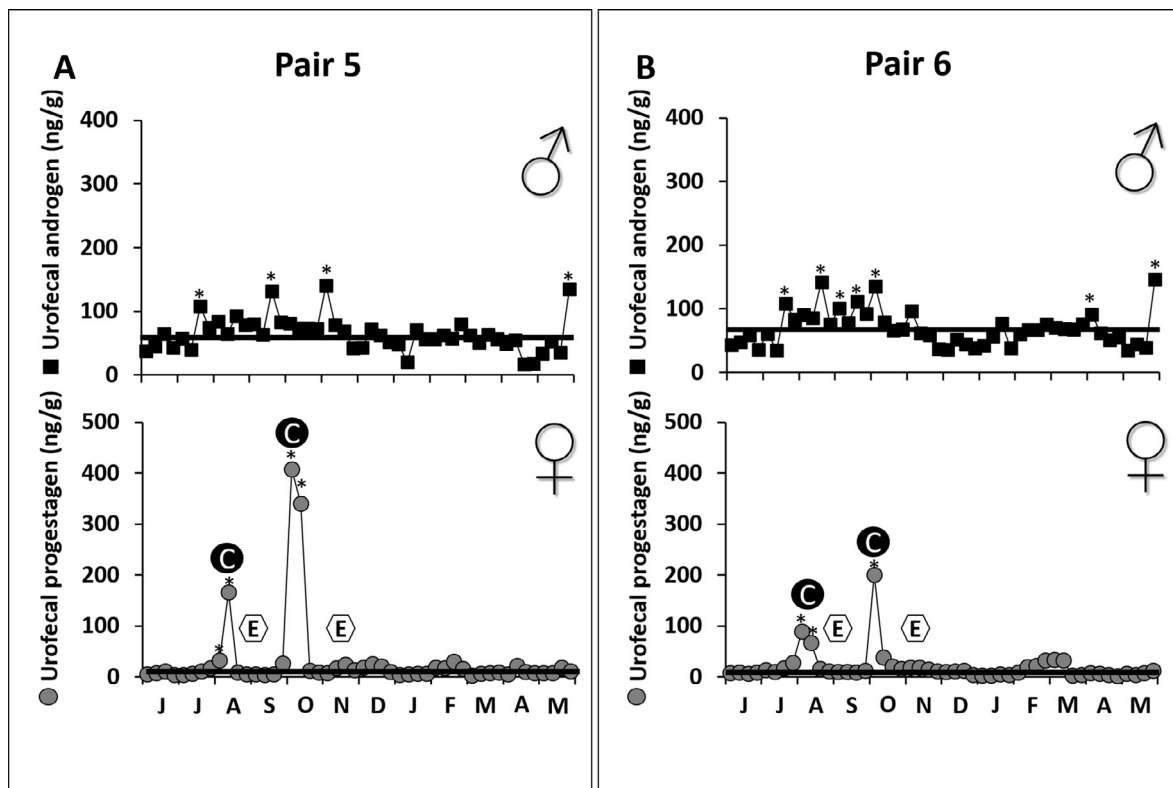 A
Pair 5
Urofecal androgen (ng/g)
400
300
200
100
0
* * * *
Urofecal progestagen (ng/g)
500
400
300
200
100
0
C
* *
C
* *
E E
J J A S O N D J F M A M
B
Pair 6
Urofecal androgen (ng/g)
400
300
200
100
0
* * * * * * *
Urofecal progestagen (ng/g)
500
400
300
200
100
0
C
*
C
* *
E E
J J A S O N D J F M A M